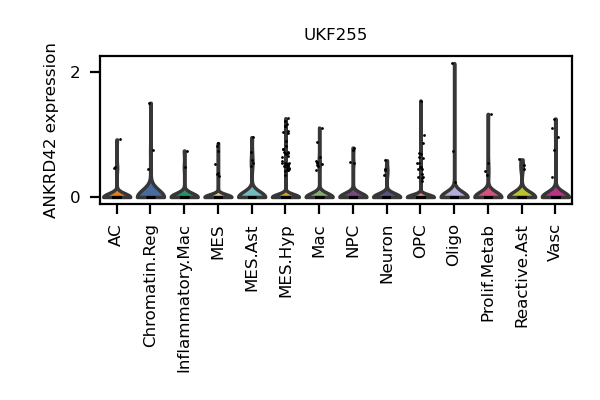 UKF255
ANKRD42 expression
2
0
AC
Chromatin.Reg
Inflammatory.Mac
MES
MES.Ast
MES.Hyp
Mac
NPC
Neuron
OPC
Oligo
Prolif.Metab
Reactive.Ast
Vasc